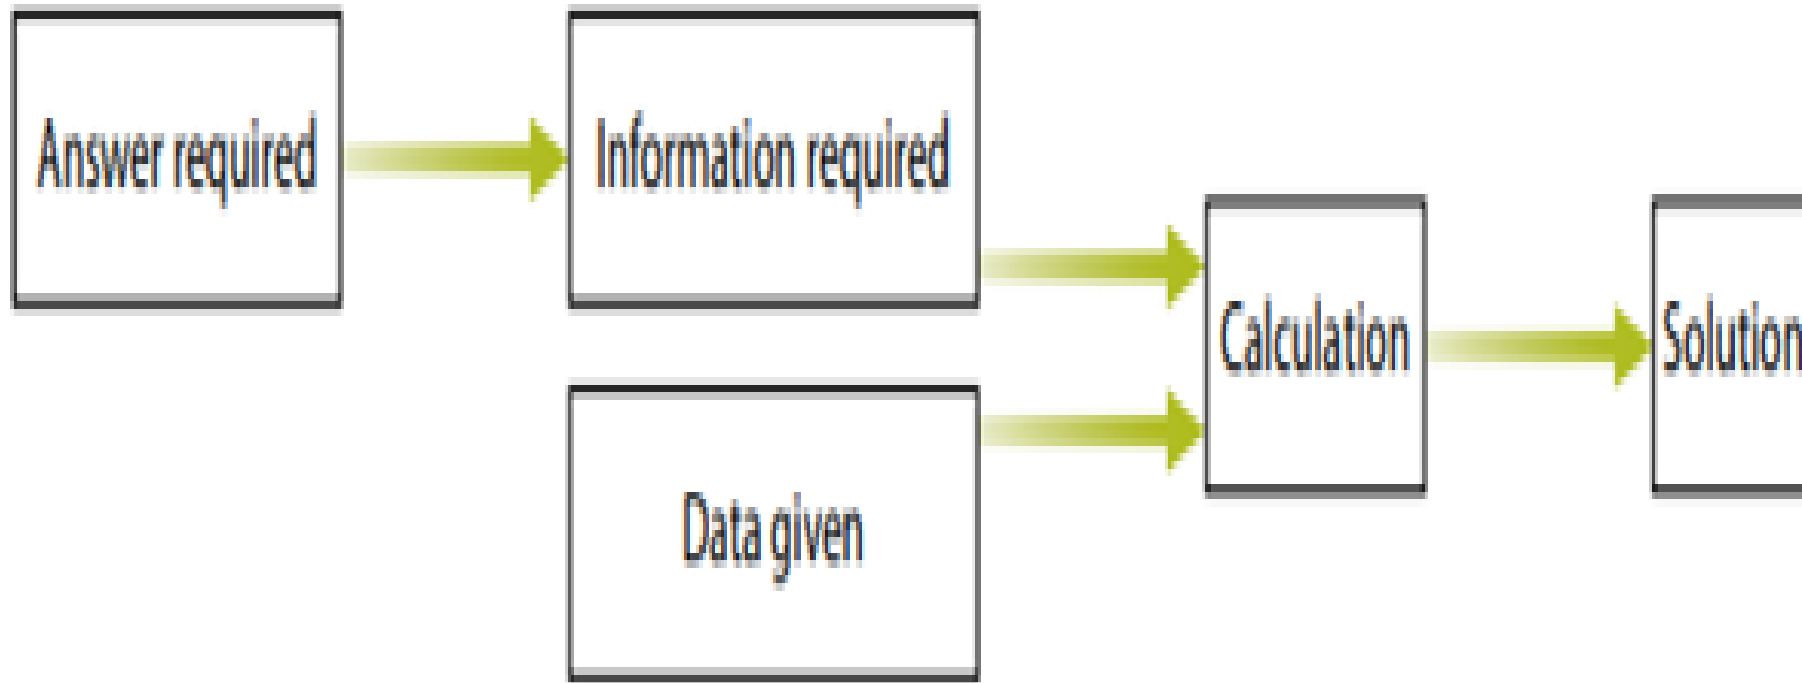 Answer required
Information required
Calculation
Solution
Data given